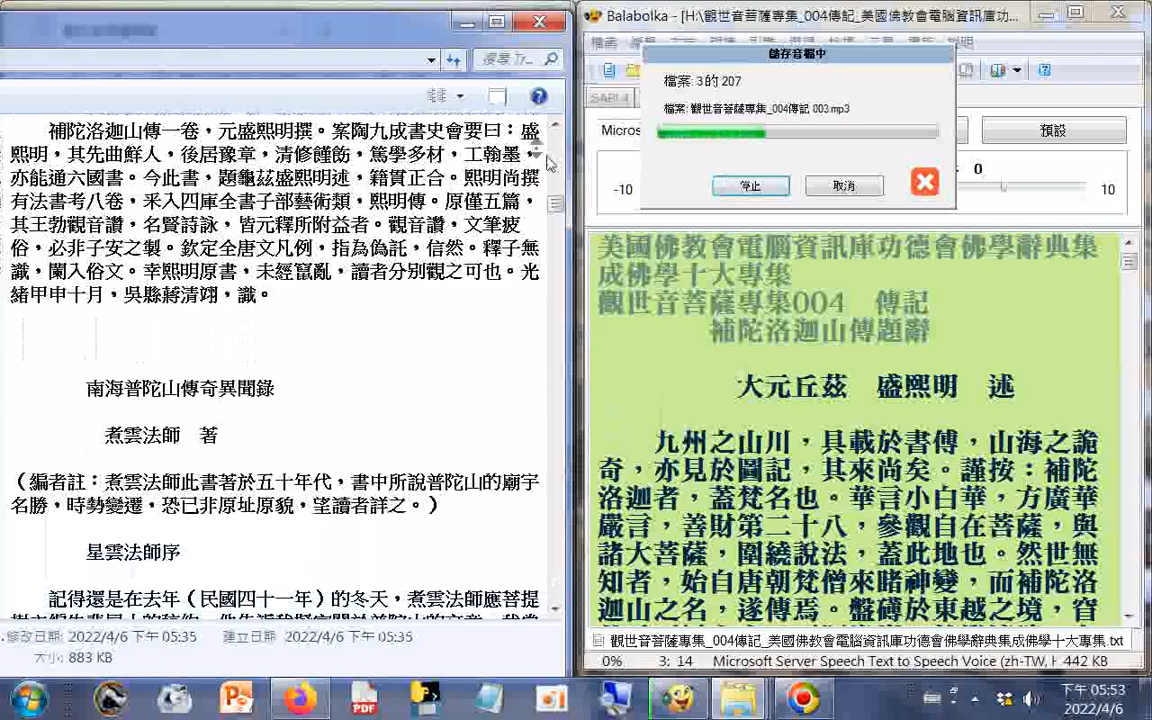 搜尋 Tr...
補陀洛迦山傳一卷，元盛熙明撰。案陶九成書史會要曰：盛
熙明，其先曲鮮人，後居豫章，清修謹飭，篤學多材，工翰墨，
亦能通六國書。今此書，題龜茲盛熙明述，籍貫正合。熙明尚撰
有法書考八卷，釆入四庫全書子部藝術類，熙明傳。原僅五篇，
其王勃觀音讚，名賢詩詠，皆元釋所附益者。觀音讚，文筆疲
俗，必非子安之製。欽定全唐文凡例，指為偽託，信然。釋子無
識，闌入俗文。幸熙明原書，未經竄亂，讀者分別觀之可也。光
緒甲申十月，吳縣蔣清翊，識。
南海普陀山傳奇異聞錄
煮雲法師　著
（編者註：煮雲法師此書著於五十年代，書中所說普陀山的廟宇
名勝，時勢變遷，恐已非原址原貌，望讀者詳之。）
星雲法師序
記得還是在去年（民國四十一年）的冬天，煮雲法師應菩提
修改日期: 2022/4/6 下午 05:35　建立日期: 2022/4/6 下午 05:35
大小: 883 KB
Balabolka - [H:\觀世音菩薩專集_004傳記_美國佛教會電腦資訊庫功...
檔案
說明
儲存音檔中
檔案: 3的 207
檔案: 觀世音菩薩專集_004傳記 003.mp3
停止　取消
SAPI 4
Micros
預設
-10　0　10
美國佛教會電腦資訊庫功德會佛學辭典集
成佛學十大專集
觀世音菩薩專集004　傳記
補陀洛迦山傳題辭
大元丘茲　盛熙明　述
九州之山川，具載於書傳，山海之詭
奇，亦見於圖記，其來尚矣。謹按：補陀
洛迦者，蓋梵名也。華言小白華，方廣華
嚴言，善財第二十八，參觀自在菩薩，與
諸大菩薩，圍繞說法，蓋此地也。然世無
知者，始自唐朝梵僧來睹神變，而補陀洛
迦山之名，遂傳焉。盤礴於東越之境，窅
觀世音菩薩專集_004傳記_美國佛教會電腦資訊庫功德會佛學辭典集成佛學十大專集.txt
0%　3: 14　Microsoft Server Speech Text to Speech Voice (zh-TW, H　442 KB
PDF
下午 05:53
2022/4/6